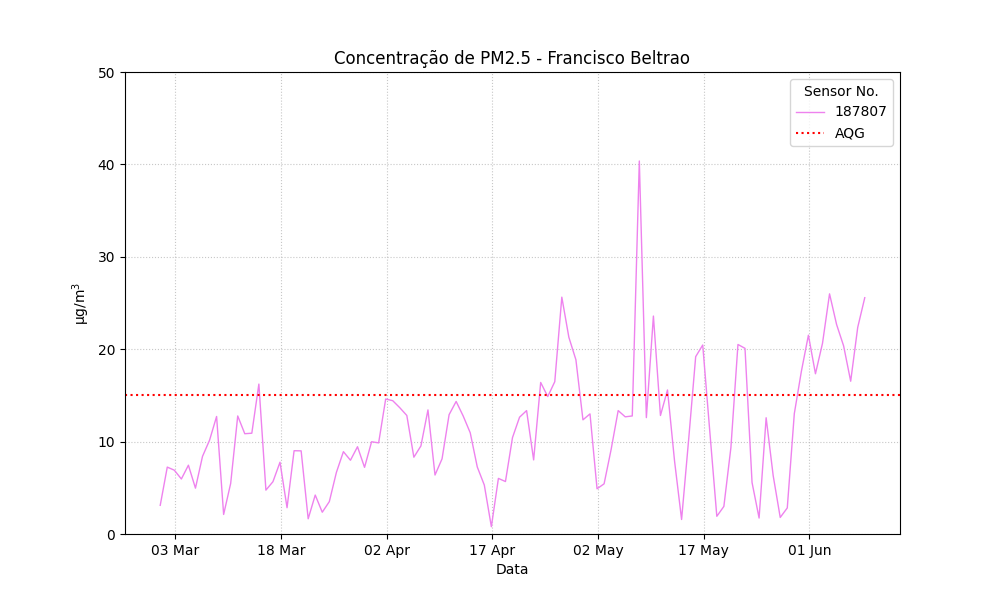 Concentração de PM2.5 - Francisco Beltrao
50
40
30
20
10
0
µg/m³
Sensor No.
187807
AQG
03 Mar 18 Mar 02 Apr 17 Apr 02 May 17 May 01 Jun
Data